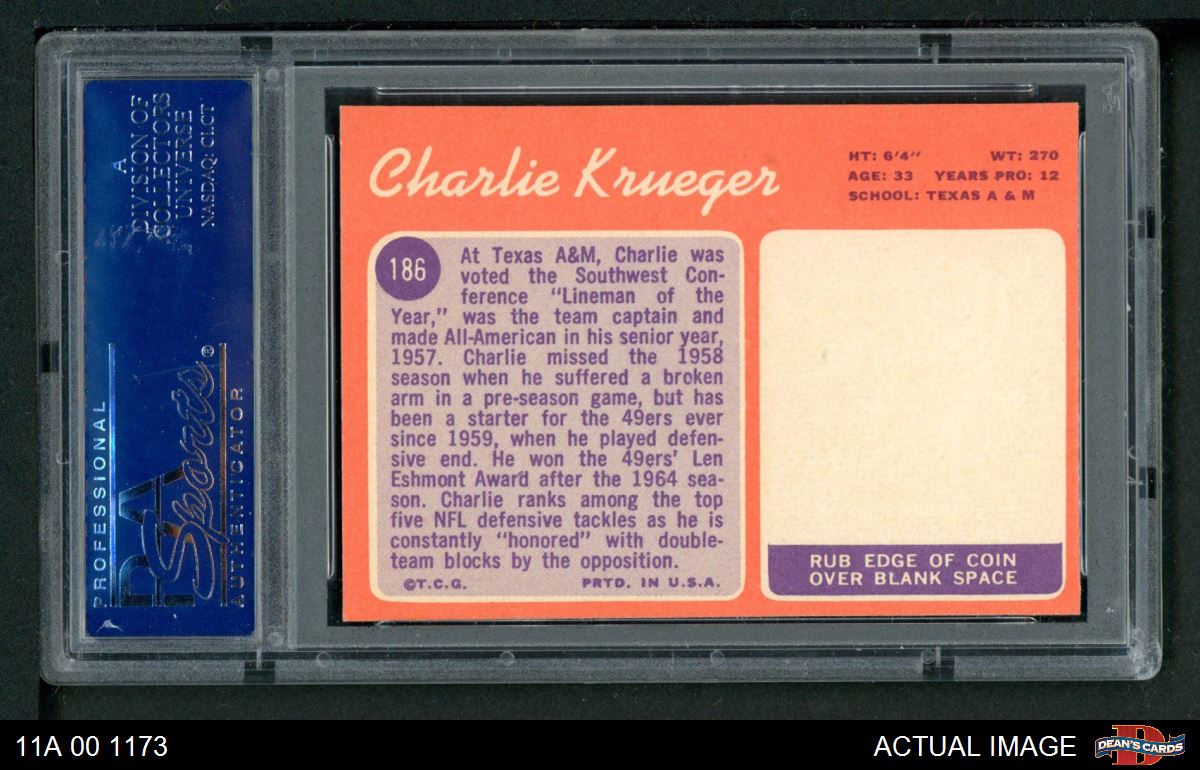 A
DIVISION OF
COLLECTORS
UNIVERSE
NASDAQ: CLCT
PROFESSIONAL
PSA
Sports®
AUTHENTICATOR
Charlie Krueger
HT: 6'4" WT: 270
AGE: 33 YEARS PRO: 12
SCHOOL: TEXAS A & M
186
At Texas A&M, Charlie was
voted the Southwest Con-
ference "Lineman of the
Year," was the team captain and
made All-American in his senior year,
1957. Charlie missed the 1958
season when he suffered a broken
arm in a pre-season game, but has
been a starter for the 49ers ever
since 1959, when he played defen-
sive end. He won the 49ers' Len
Eshmont Award after the 1964 sea-
son. Charlie ranks among the top
five NFL defensive tackles as he is
constantly "honored" with double-
team blocks by the opposition.
©T.C.G. PRTD. IN U.S.A.
RUB EDGE OF COIN
OVER BLANK SPACE
11A 00 1173
ACTUAL IMAGE
D
DEAN'S CARDS